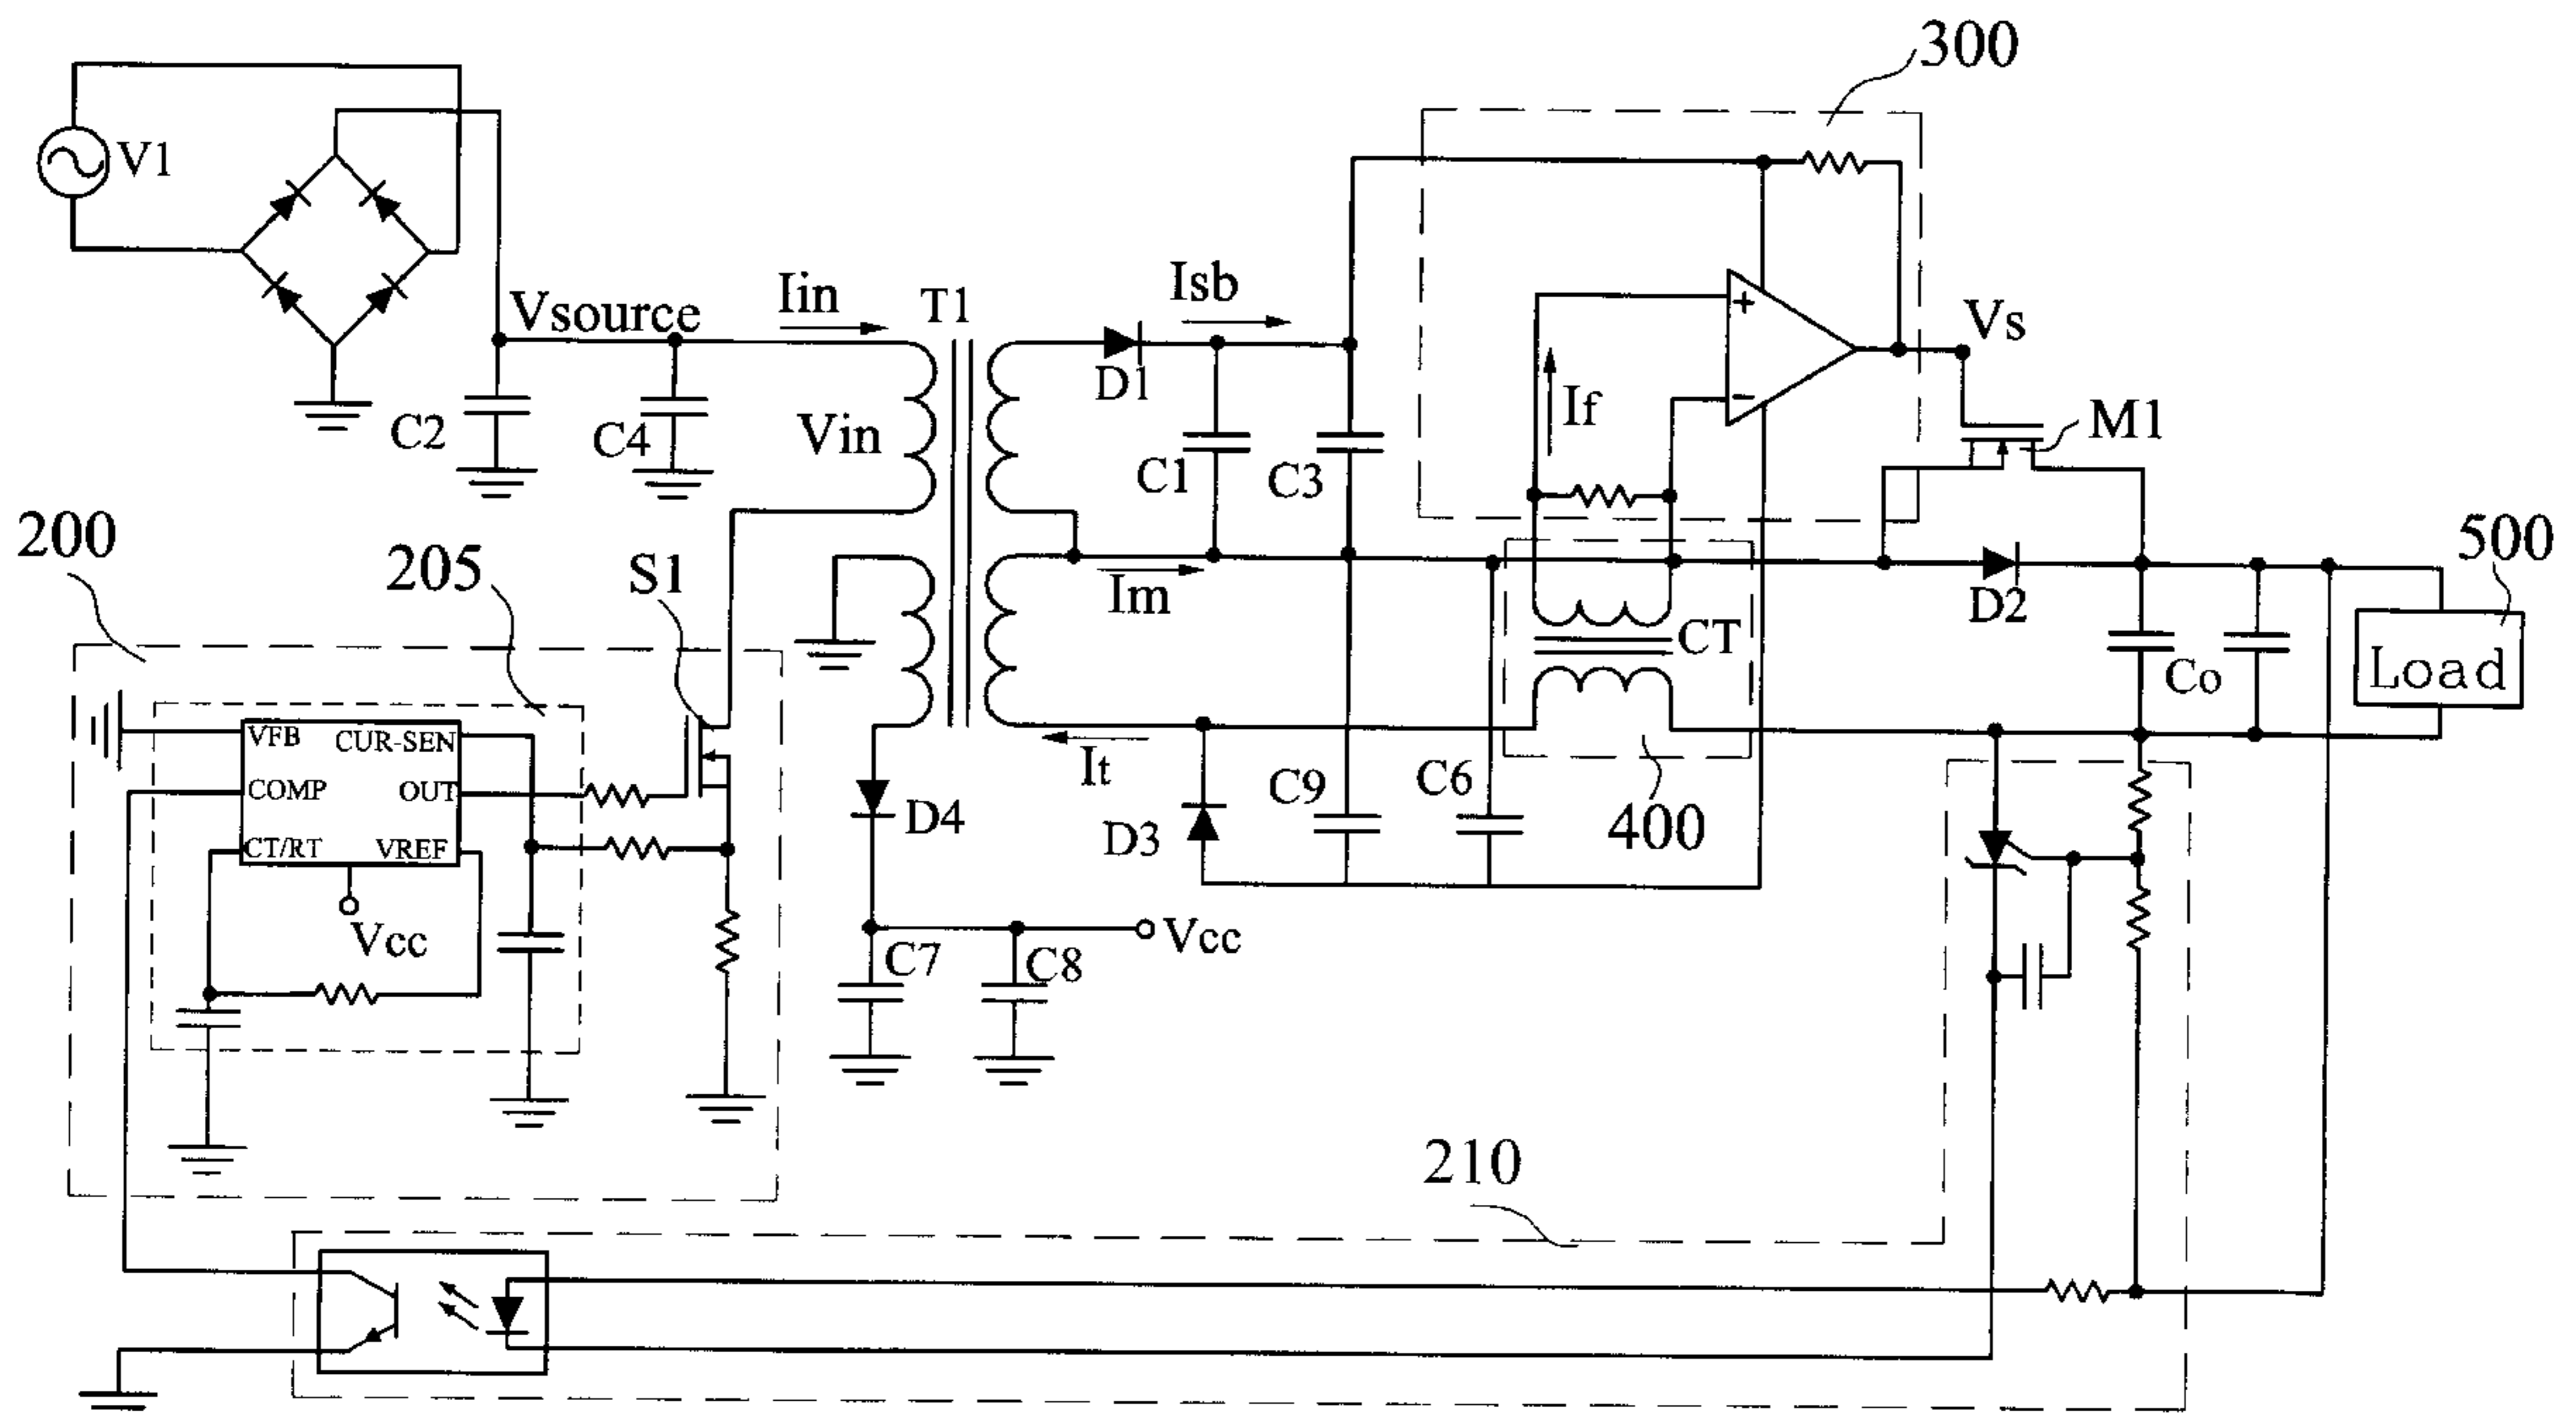 300
V1
Vsource
Iin
T1
Isb
D1
Vs
If
M1
C2
C4
Vin
C1
C3
+
−
200
205
S1
Im
CT
D2
500
Load
Co
VFB
CUR-SEN
COMP
OUT
CT/RT
VREF
Vcc
It
D4
D3
C9
C6
400
C7
C8
Vcc
210